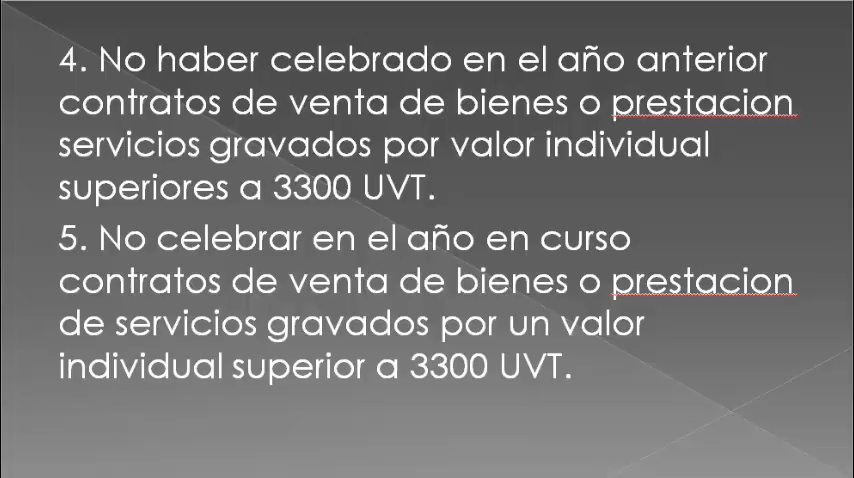 4. No haber celebrado en el año anterior
contratos de venta de bienes o prestacion
servicios gravados por valor individual
superiores a 3300 UVT.
5. No celebrar en el año en curso
contratos de venta de bienes o prestacion
de servicios gravados por un valor
individual superior a 3300 UVT.